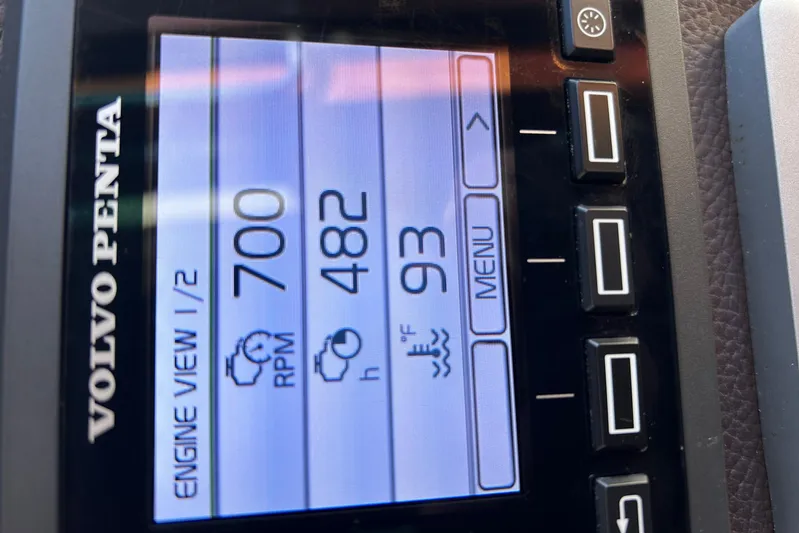 VOLVO PENTA
ENGINE VIEW 1/2
RPM 700
h 482
°F 93
MENU >